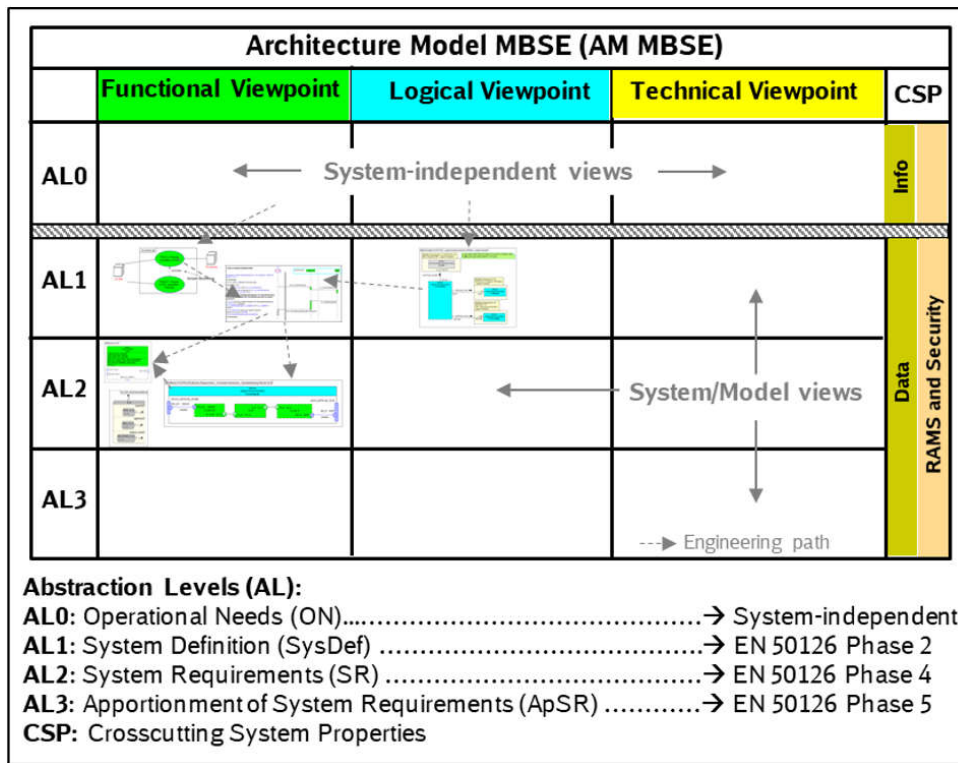 Architecture Model MBSE (AM MBSE)
Functional Viewpoint
Logical Viewpoint
Technical Viewpoint
CSP
AL0
System-independent views
Info
AL1
AL2
System/Model views
Data
RAMS and Security
AL3
Engineering path
Abstraction Levels (AL):
AL0: Operational Needs (ON)...........................................→ System-independent
AL1: System Definition (SysDef) .......................................→ EN 50126 Phase 2
AL2: System Requirements (SR) ........................................→ EN 50126 Phase 4
AL3: Apportionment of System Requirements (ApSR) ............→ EN 50126 Phase 5
CSP: Crosscutting System Properties